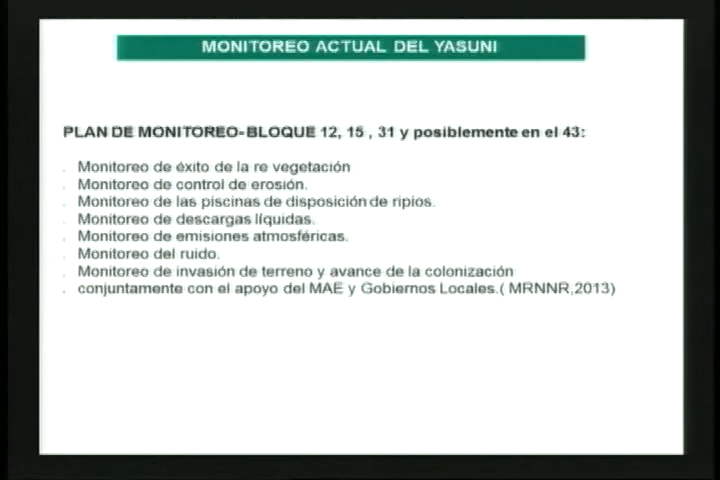 MONITOREO ACTUAL DEL YASUNI
PLAN DE MONITOREO-BLOQUE 12, 15 , 31 y posiblemente en el 43:
. Monitoreo de éxito de la re vegetación
. Monitoreo de control de erosión.
. Monitoreo de las piscinas de disposición de ripios.
. Monitoreo de descargas líquidas.
. Monitoreo de emisiones atmosféricas.
. Monitoreo del ruido.
. Monitoreo de invasión de terreno y avance de la colonización
. conjuntamente con el apoyo del MAE y Gobiernos Locales.( MRNNR,2013)